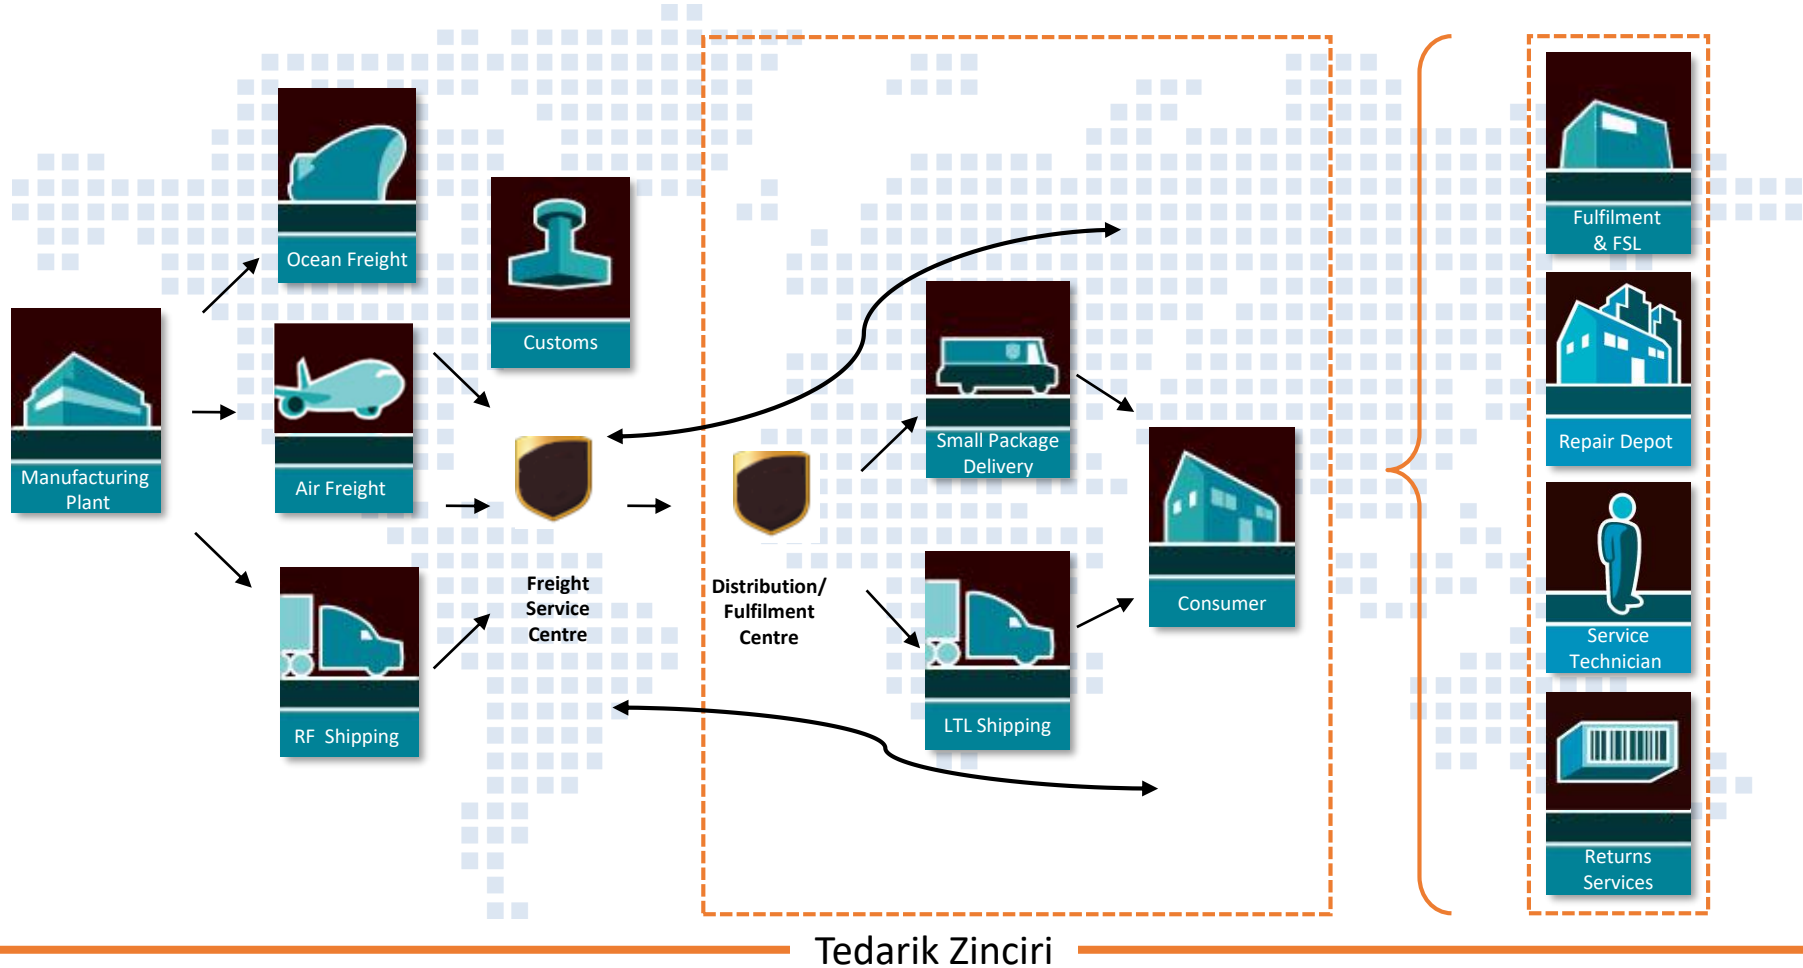 Manufacturing
Plant
Ocean Freight
Air Freight
RF Shipping
Customs
Freight
Service
Centre
Distribution/
Fulfilment
Centre
Small Package
Delivery
LTL Shipping
Consumer
Fulfilment
& FSL
Repair Depot
Service
Technician
Returns
Services
Tedarik Zinciri